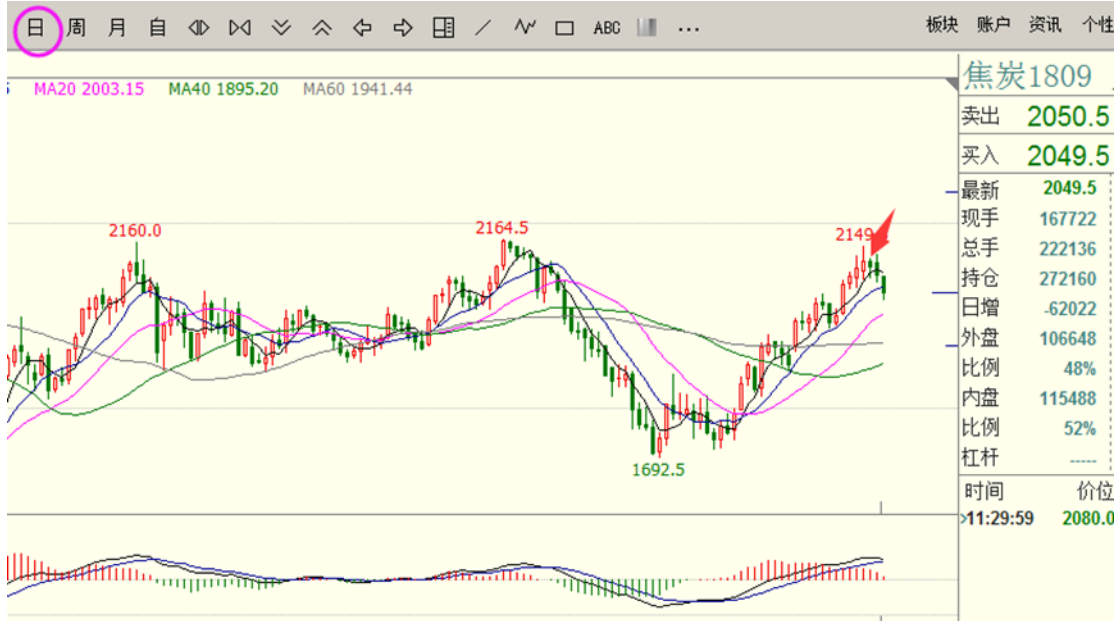 日 周 月 自 ABC ... 板块 账户 资讯 个性
MA20 2003.15 MA40 1895.20 MA60 1941.44
焦炭1809
卖出 2050.5
买入 2049.5
最新 2049.5
现手 167722
总手 222136
持仓 272160
日增 -62022
外盘 106648
比例 48%
内盘 115488
比例 52%
杠杆 -----
时间 价位
11:29:59 2080.0
2160.0
2164.5
2149
1692.5